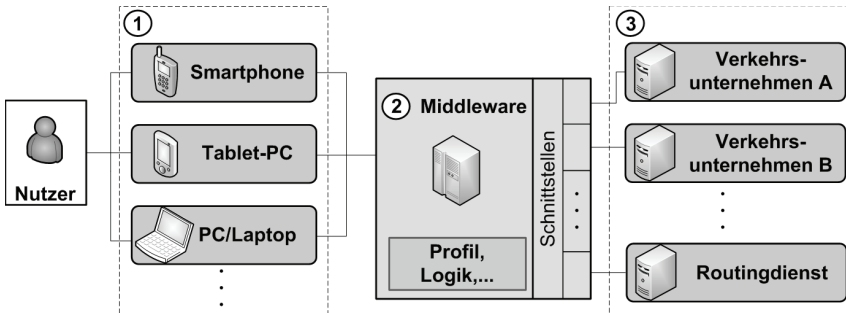 1
Smartphone
Tablet-PC
PC/Laptop
Nutzer
2 Middleware
Profil,
Logik,...
Schnittstellen
3
Verkehrs-
unternehmen A
Verkehrs-
unternehmen B
Routingdienst